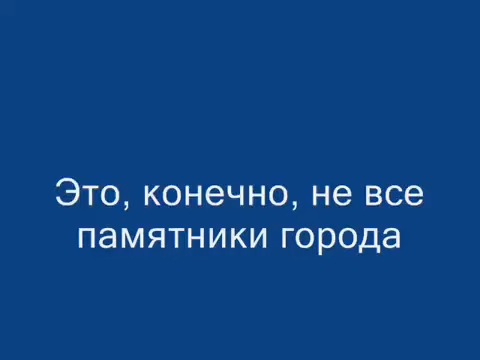 Это, конечно, не все
памятники города